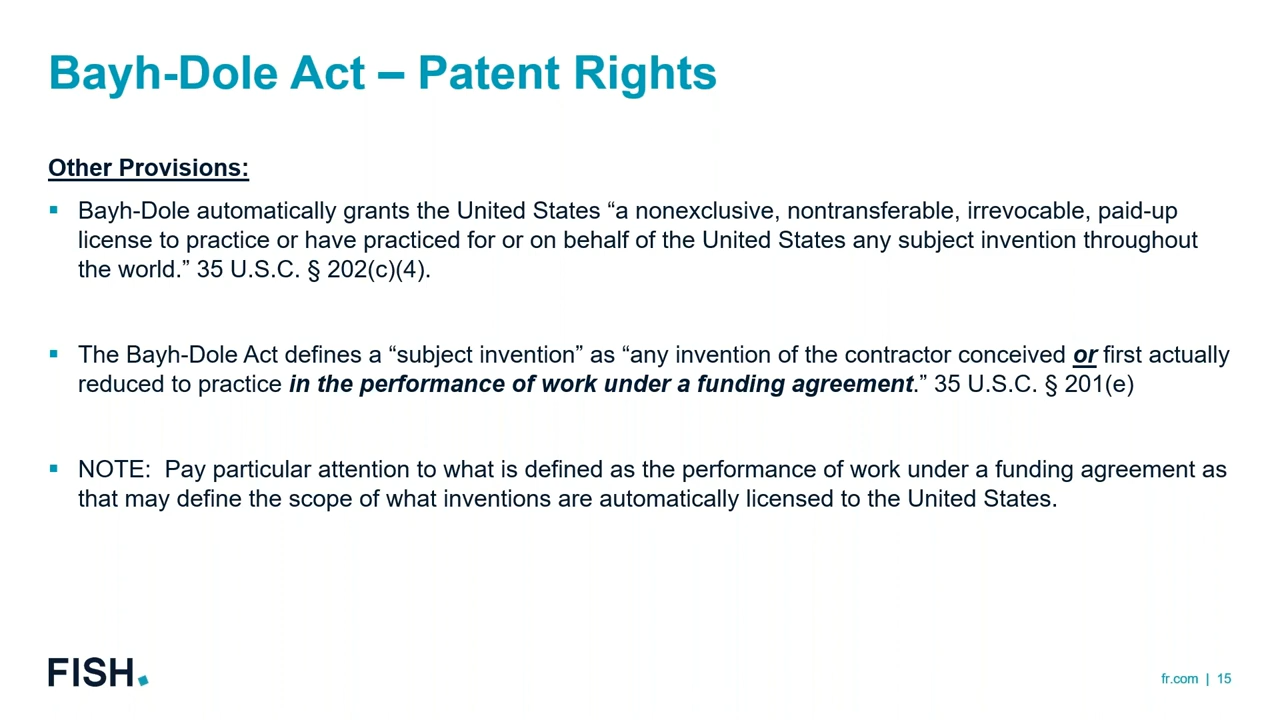 Bayh-Dole Act – Patent Rights
Other Provisions:
▪ Bayh-Dole automatically grants the United States “a nonexclusive, nontransferable, irrevocable, paid-up
license to practice or have practiced for or on behalf of the United States any subject invention throughout
the world.” 35 U.S.C. § 202(c)(4).
▪ The Bayh-Dole Act defines a “subject invention” as “any invention of the contractor conceived or first actually
reduced to practice in the performance of work under a funding agreement.” 35 U.S.C. § 201(e)
▪ NOTE:  Pay particular attention to what is defined as the performance of work under a funding agreement as
that may define the scope of what inventions are automatically licensed to the United States.
FISH.
fr.com | 15